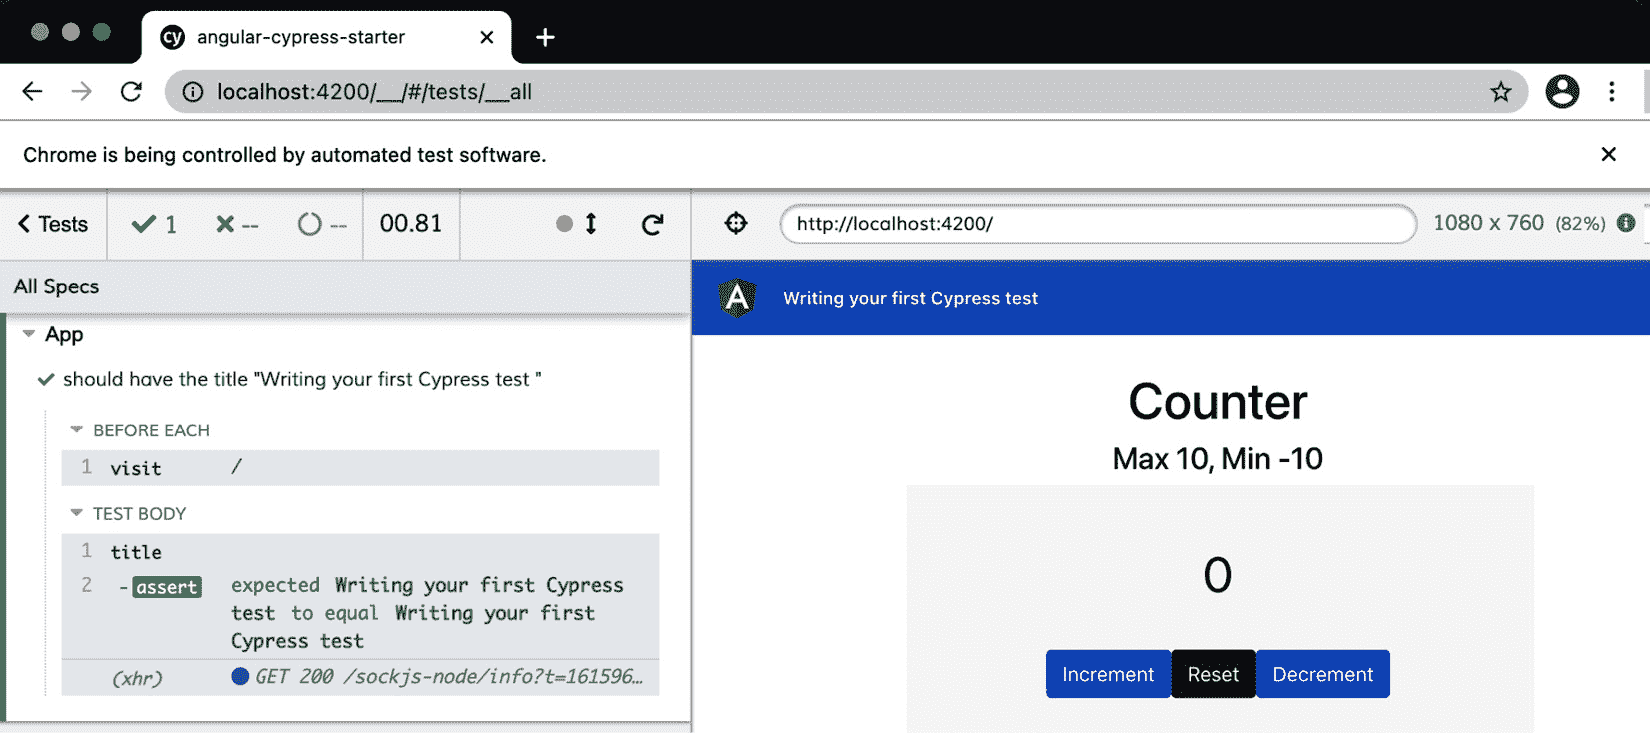 cy angular-cypress-starter
localhost:4200/__/#/tests/__all
Chrome is being controlled by automated test software.
Tests 1 -- -- 00.81
http://localhost:4200/ 1080 x 760 (82%)
All Specs
Writing your first Cypress test
App
should have the title "Writing your first Cypress test "
BEFORE EACH
1 visit /
TEST BODY
1 title
2 -assert expected Writing your first Cypress
test to equal Writing your first
Cypress test
(xhr) GET 200 /sockjs-node/info?t=161596…
Counter
Max 10, Min -10
0
Increment Reset Decrement